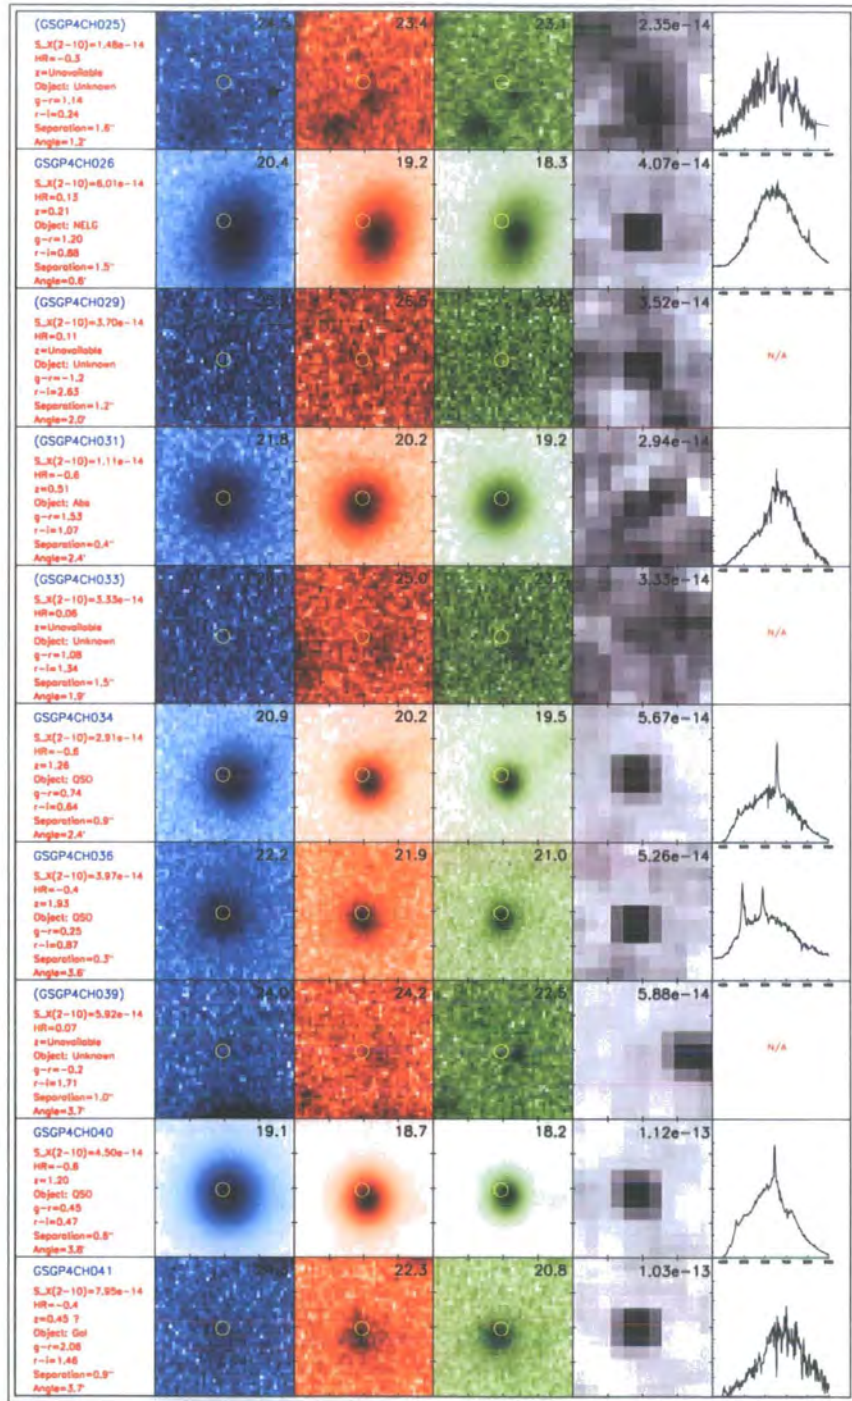 (GSGP4CH025)
S_X(2-10)=1.48e-14
HR=-0.3
z=Unavailable
Object: Unknown
g-r=1.14
r-i=0.24
Separation=1.6"
Angle=1.2'
23.4
23.1
2.35e-14
GSGP4CH026
S_X(2-10)=6.01e-14
HR=0.13
z=0.21
Object: NELG
g-r=1.20
r-i=0.88
Separation=1.5"
Angle=0.6'
20.4
19.2
18.3
4.07e-14
(GSGP4CH029)
S_X(2-10)=3.70e-14
HR=0.11
z=Unavailable
Object: Unknown
g-r=-1.2
r-i=2.63
Separation=1.2"
Angle=2.0'
3.52e-14
N/A
(GSGP4CH031)
S_X(2-10)=1.11e-14
HR=-0.6
z=0.51
Object: Abs
g-r=1.53
r-i=1.07
Separation=0.4"
Angle=2.4'
21.8
20.2
19.2
2.94e-14
(GSGP4CH033)
S_X(2-10)=3.33e-14
HR=0.06
z=Unavailable
Object: Unknown
g-r=1.08
r-i=1.34
Separation=1.5"
Angle=1.9'
25.0
3.33e-14
N/A
GSGP4CH034
S_X(2-10)=2.91e-14
HR=-0.6
z=1.26
Object: QSO
g-r=0.74
r-i=0.64
Separation=0.9"
Angle=2.4'
20.9
20.2
19.5
5.67e-14
GSGP4CH036
S_X(2-10)=3.97e-14
HR=-0.4
z=1.93
Object: QSO
g-r=0.25
r-i=0.87
Separation=0.3"
Angle=3.6'
22.2
21.9
21.0
5.26e-14
(GSGP4CH039)
S_X(2-10)=5.92e-14
HR=0.07
z=Unavailable
Object: Unknown
g-r=-0.2
r-i=1.71
Separation=1.0"
Angle=3.7'
24.0
24.2
22.5
5.88e-14
N/A
GSGP4CH040
S_X(2-10)=4.50e-14
HR=-0.6
z=1.20
Object: QSO
g-r=0.45
r-i=0.47
Separation=0.8"
Angle=3.8'
19.1
18.7
18.2
1.12e-13
GSGP4CH041
S_X(2-10)=7.95e-14
HR=-0.4
z=0.45 ?
Object: Gal
g-r=2.08
r-i=1.46
Separation=0.9"
Angle=3.7'
22.3
20.8
1.03e-13